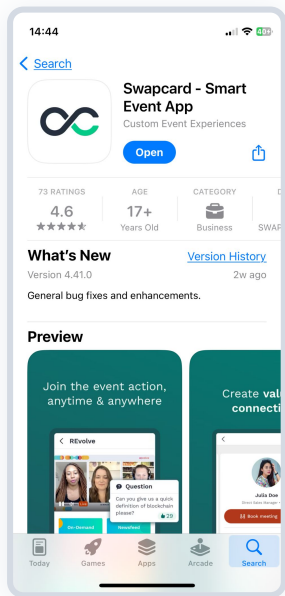 14:44
40+
Search
Swapcard - Smart
Event App
Custom Event Experiences
Open
73 RATINGS
AGE
CATEGORY
D
4.6
17+
Years Old
Business
SWAP
What's New
Version History
Version 4.41.0
2w ago
General bug fixes and enhancements.
Preview
Join the event action,
anytime & anywhere
REvolve
Question
Can you give us a quick
definition of blockchain
please?
29
On-Demand
Newsfeed
Create val
connecti
Julia Doe
Book meeting
Today
Games
Apps
Arcade
Search